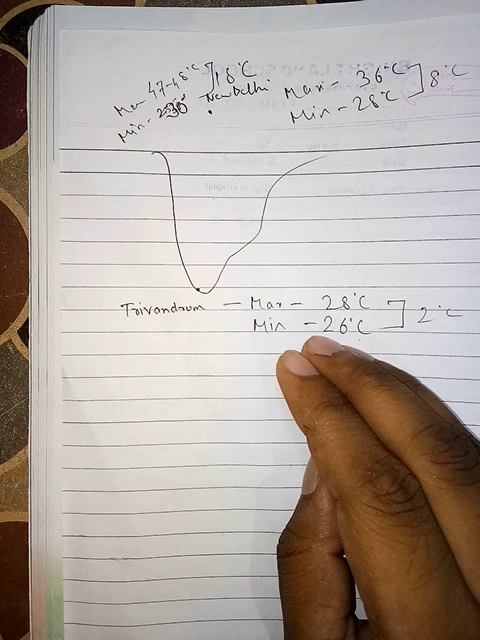 Max - 47-48°C ] 18°C
Min - 30° New Delhi
Max - 36°C ] 8°C
Min - 28°C
Trivandrum - Max - 28°C ] 2°C
Min - 26°C